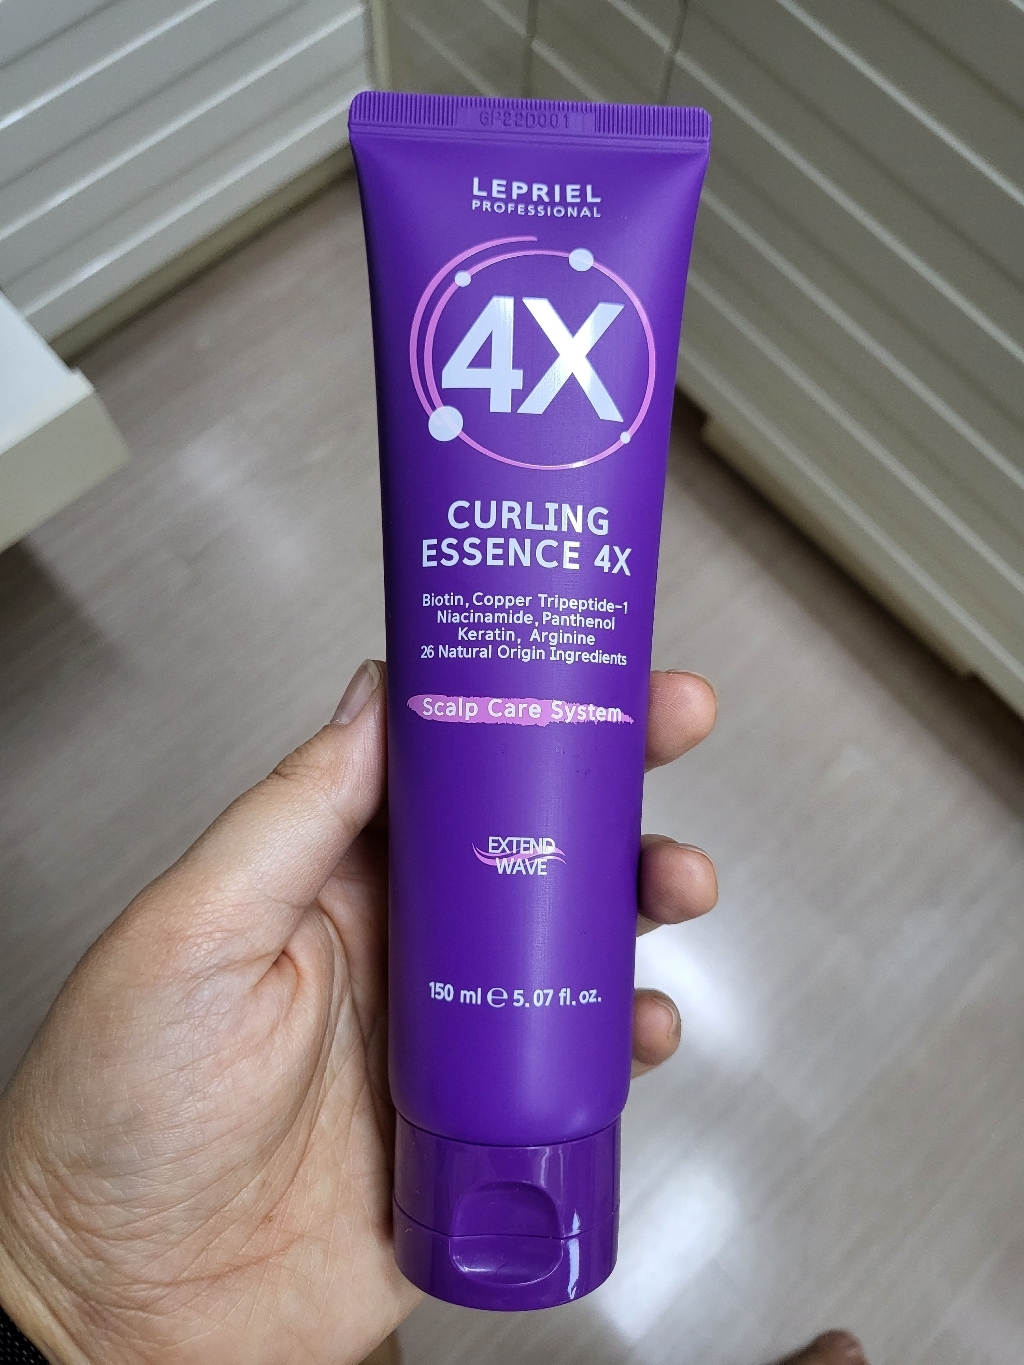 GP22D001
LEPRIEL
PROFESSIONAL
4X
CURLING
ESSENCE 4X
Biotin, Copper Tripeptide-1
Niacinamide, Panthenol
Keratin, Arginine
26 Natural Origin Ingredients
Scalp Care System
EXTEND
WAVE
150 ml ℮ 5.07 fl. oz.